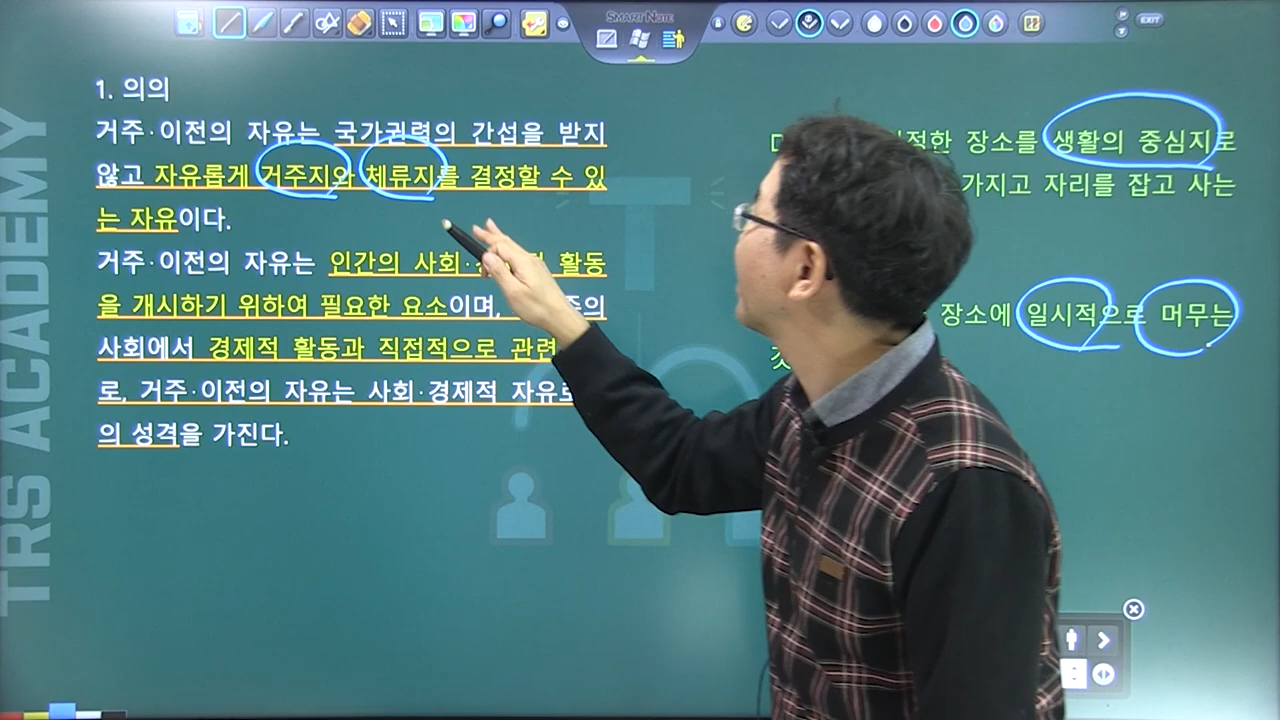 SMART NOTE
EXIT
1. 의의
거주·이전의 자유는 국가권력의 간섭을 받지
않고 자유롭게 거주지와 체류지를 결정할 수 있
는 자유이다.
거주·이전의 자유는 인간의 사회· 활동
을 개시하기 위하여 필요한 요소이며,
사회에서 경제적 활동과 직접적으로 관련
로, 거주·이전의 자유는 사회·경제적
의 성격을 가진다.
장소를 생활의 중심지로
가지고 자리를 잡고 사는
장소에 일시적으로 머무는
TRS ACADEMY